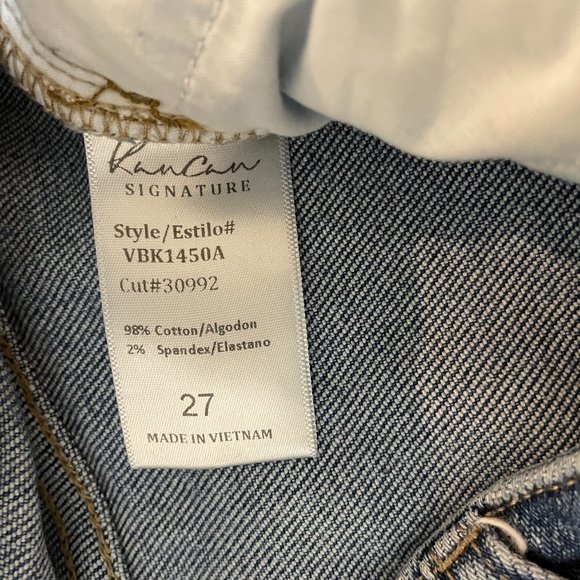 KanCan
SIGNATURE
Style/Estilo#
VBK1450A
Cut#30992
98% Cotton/Algodon
2% Spandex/Elastano
27
MADE IN VIETNAM